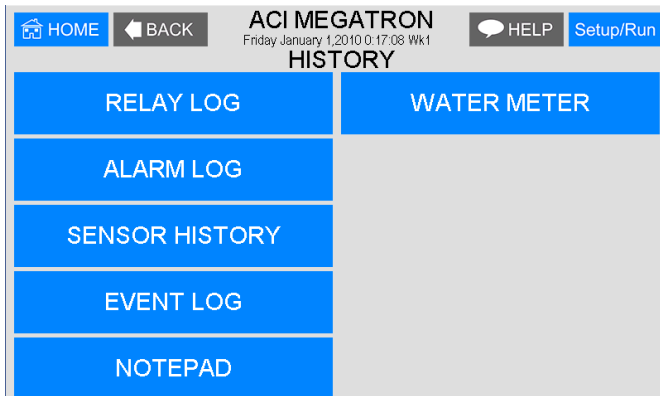 HOME
BACK
ACI MEGATRON
Friday January 1,2010 0:17:08 Wk1
HISTORY
HELP
Setup/Run
RELAY LOG
WATER METER
ALARM LOG
SENSOR HISTORY
EVENT LOG
NOTEPAD